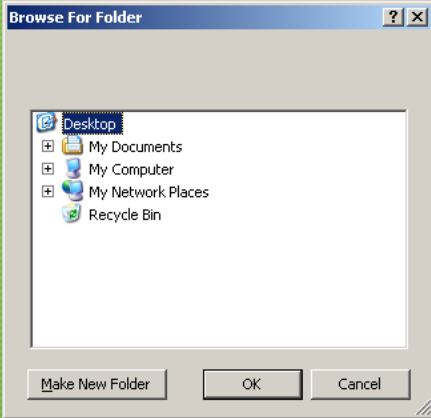 Browse For Folder
Desktop
My Documents
My Computer
My Network Places
Recycle Bin
Make New Folder OK Cancel